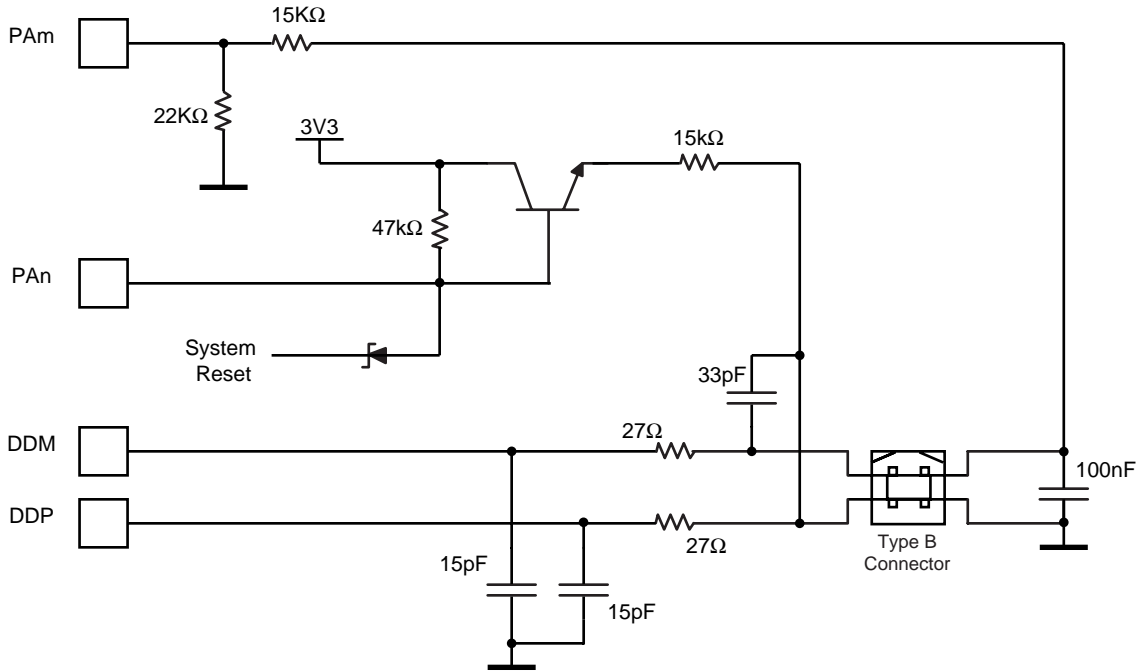 PAm
15KΩ
22KΩ
3V3
15kΩ
47kΩ
PAn
System
Reset
33pF
DDM
27Ω
100nF
DDP
27Ω
Type B
Connector
15pF
15pF